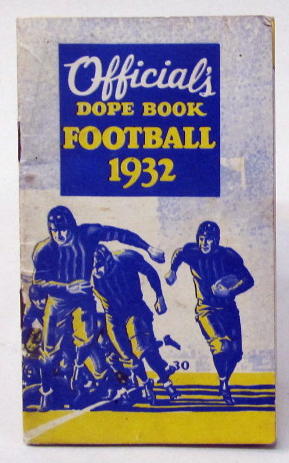 Official's
DOPE BOOK
FOOTBALL
1932
30